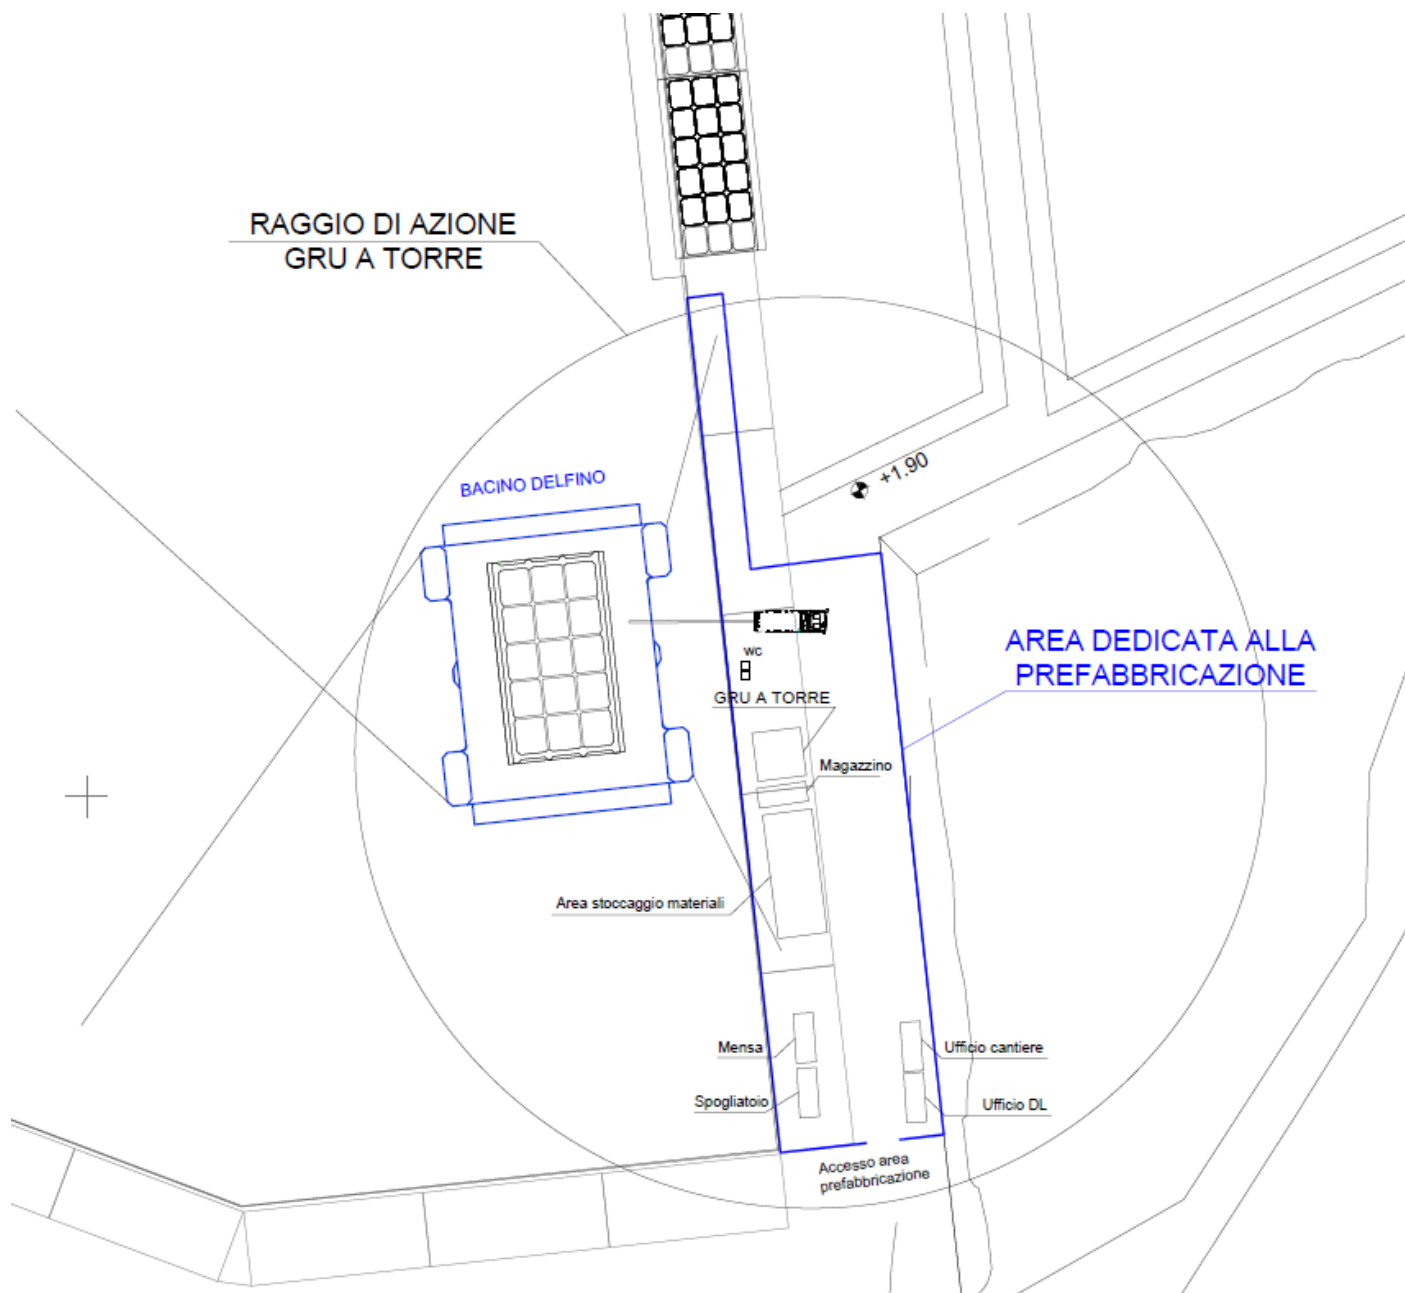 RAGGIO DI AZIONE
GRU A TORRE
+1.90
BACINO DELFINO
AREA DEDICATA ALLA
PREFABBRICAZIONE
WC
GRU A TORRE
Magazzino
Area stoccaggio materiali
Mensa
Ufficio cantiere
Spogliatoio
Ufficio DL
Accesso area
prefabbricazione